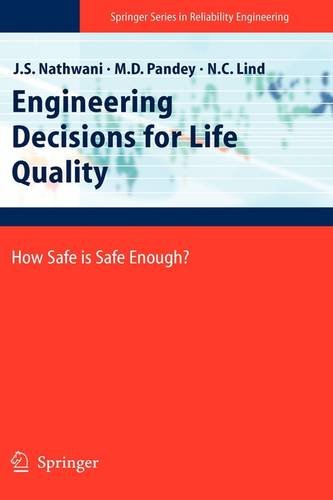 Springer Series in Reliability Engineering
J.S. Nathwani · M.D. Pandey · N.C. Lind
Engineering
Decisions for Life
Quality
How Safe is Safe Enough?
Springer